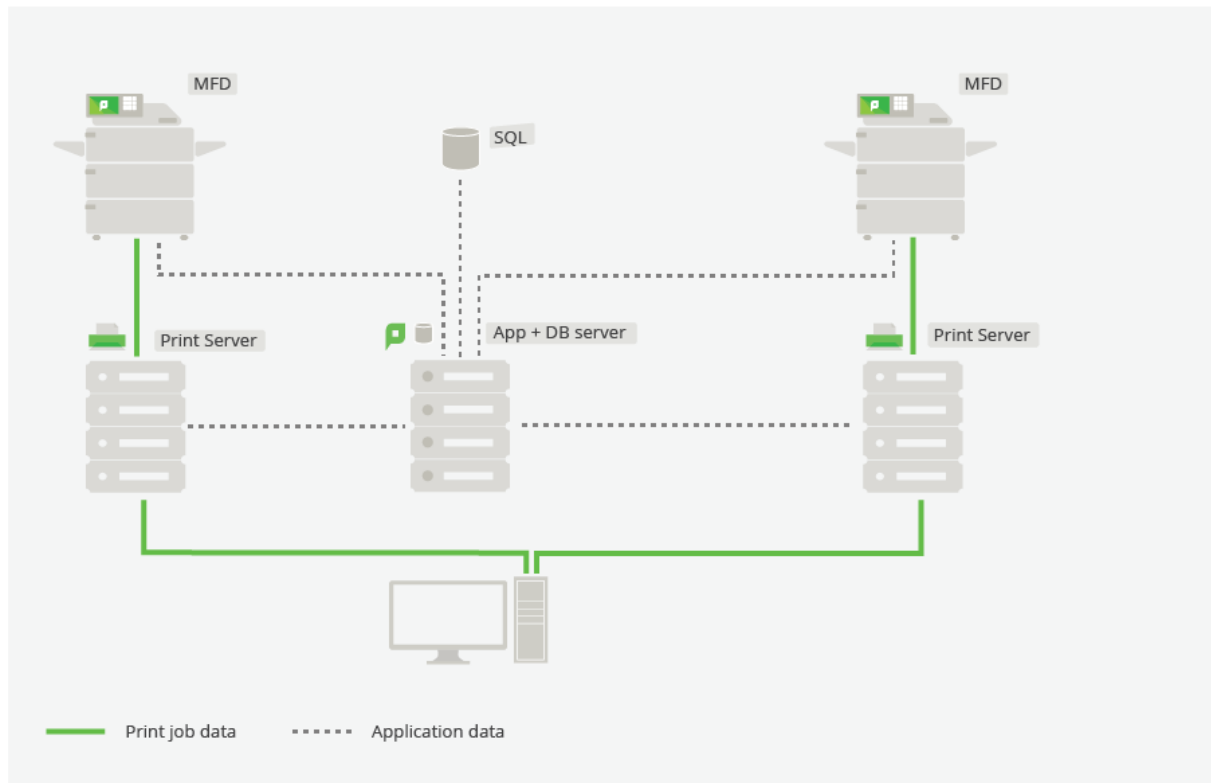 MFD
MFD
SQL
Print Server
App + DB server
Print Server
Print job data
Application data